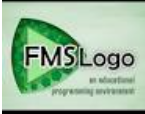 FMSLogo
an educational
programming environment